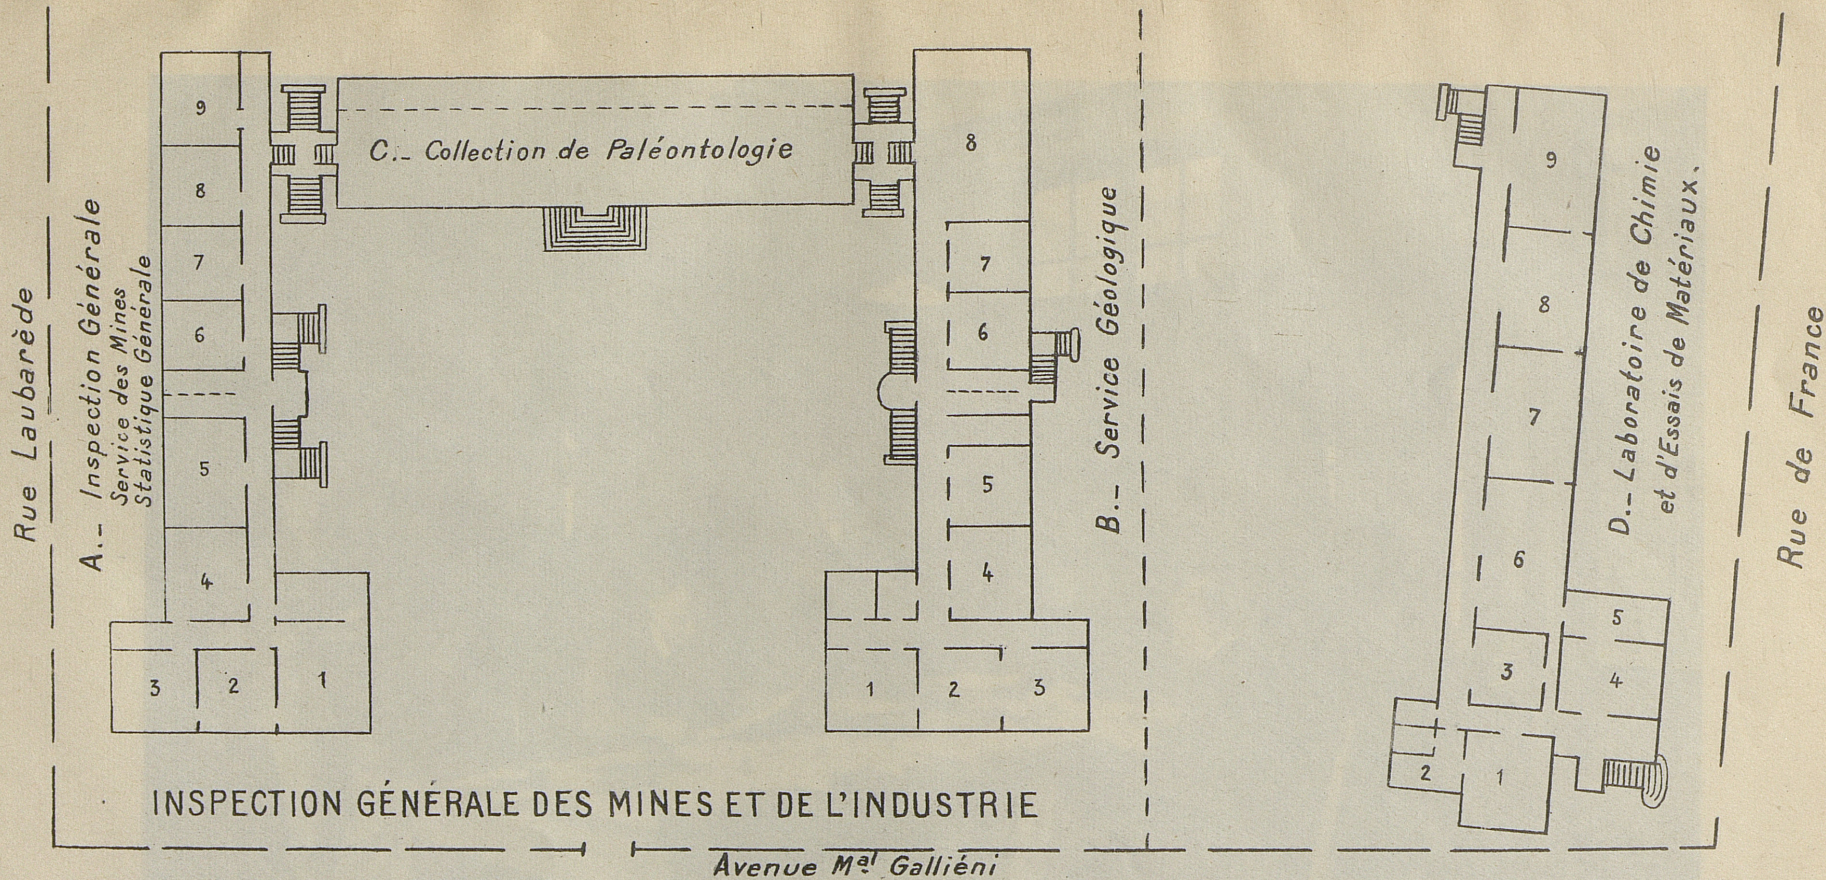 Rue Laubarède
A._ Inspection Générale
Service des Mines
Statistique Générale
9
8
7
6
5
4
3
2
1
C._ Collection de Paléontologie
8
7
6
5
4
1
2
3
B._ Service Géologique
9
8
7
6
5
3
4
2
1
D._ Laboratoire de Chimie
et d'Essais de Matériaux.
Rue de France
INSPECTION GÉNÉRALE DES MINES ET DE L'INDUSTRIE
Avenue Mal Galliéni